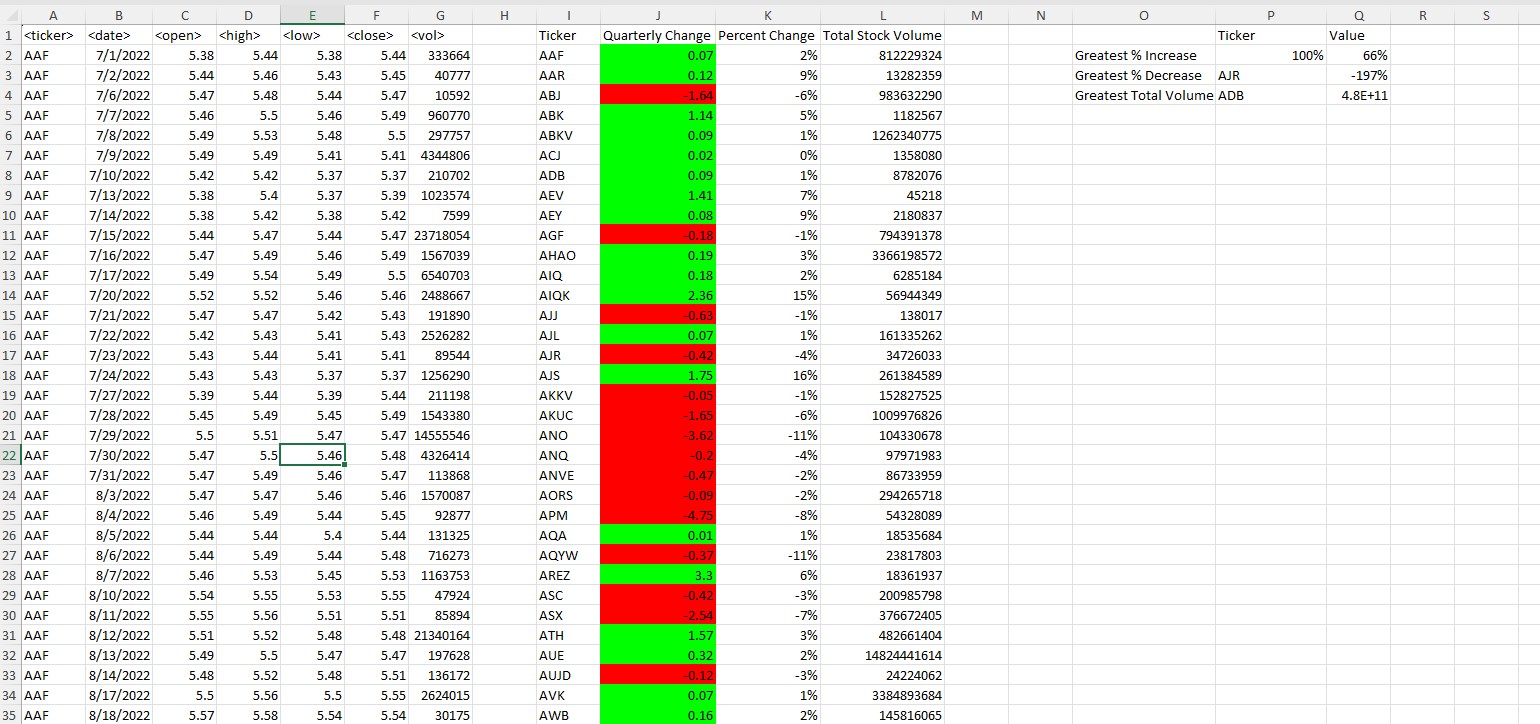 A B C D E F G H I J K L M N O P Q R S
1 <ticker> <date> <open> <high> <low> <close> <vol> Ticker Quarterly Change Percent Change Total Stock Volume Ticker Value
2 AAF 7/1/2022 5.38 5.44 5.38 5.44 333664 AAF 0.07 2% 812229324 Greatest % Increase 100% 66%
3 AAF 7/2/2022 5.44 5.46 5.43 5.45 40777 AAR 0.12 9% 13282359 Greatest % Decrease AJR -197%
4 AAF 7/6/2022 5.47 5.48 5.44 5.47 10592 ABJ -1.64 -6% 983632290 Greatest Total Volume ADB 4.8E+11
5 AAF 7/7/2022 5.46 5.5 5.46 5.49 960770 ABK 1.14 5% 1182567
6 AAF 7/8/2022 5.49 5.53 5.48 5.5 297757 ABKV 0.09 1% 1262340775
7 AAF 7/9/2022 5.49 5.49 5.41 5.41 4344806 ACJ 0.02 0% 1358080
8 AAF 7/10/2022 5.42 5.42 5.37 5.37 210702 ADB 0.09 1% 8782076
9 AAF 7/13/2022 5.38 5.4 5.37 5.39 1023574 AEV 1.41 7% 45218
10 AAF 7/14/2022 5.38 5.42 5.38 5.42 7599 AEY 0.08 9% 2180837
11 AAF 7/15/2022 5.44 5.47 5.44 5.47 23718054 AGF -0.18 -1% 794391378
12 AAF 7/16/2022 5.47 5.49 5.46 5.49 1567039 AHAO 0.19 3% 3366198572
13 AAF 7/17/2022 5.49 5.54 5.49 5.5 6540703 AIQ 0.18 2% 6285184
14 AAF 7/20/2022 5.52 5.52 5.46 5.46 2488667 AIQK 2.36 15% 56944349
15 AAF 7/21/2022 5.47 5.47 5.42 5.43 191890 AJJ -0.63 -1% 138017
16 AAF 7/22/2022 5.42 5.43 5.41 5.43 2526282 AJL 0.07 1% 161335262
17 AAF 7/23/2022 5.43 5.44 5.41 5.41 89544 AJR -0.42 -4% 34726033
18 AAF 7/24/2022 5.43 5.43 5.37 5.37 1256290 AJS 1.75 16% 261384589
19 AAF 7/27/2022 5.39 5.44 5.39 5.44 211198 AKKV -0.05 -1% 152827525
20 AAF 7/28/2022 5.45 5.49 5.45 5.49 1543380 AKUC -1.65 -6% 1009976826
21 AAF 7/29/2022 5.5 5.51 5.47 5.47 14555546 ANO -3.62 -11% 104330678
22 AAF 7/30/2022 5.47 5.5 5.46 5.48 4326414 ANQ -0.2 -4% 97971983
23 AAF 7/31/2022 5.47 5.49 5.46 5.47 113868 ANVE -0.47 -2% 86733959
24 AAF 8/3/2022 5.47 5.47 5.46 5.46 1570087 AORS -0.09 -2% 294265718
25 AAF 8/4/2022 5.46 5.49 5.44 5.45 92877 APM -4.75 -8% 54328089
26 AAF 8/5/2022 5.44 5.44 5.4 5.44 131325 AQA 0.01 1% 18535684
27 AAF 8/6/2022 5.44 5.49 5.44 5.48 716273 AQYW -0.37 -11% 23817803
28 AAF 8/7/2022 5.46 5.53 5.45 5.53 1163753 AREZ 3.3 6% 18361937
29 AAF 8/10/2022 5.54 5.55 5.53 5.55 47924 ASC -0.42 -3% 200985798
30 AAF 8/11/2022 5.55 5.56 5.51 5.51 85894 ASX -2.54 -7% 376672405
31 AAF 8/12/2022 5.51 5.52 5.48 5.48 21340164 ATH 1.57 3% 482661404
32 AAF 8/13/2022 5.49 5.5 5.47 5.47 197628 AUE 0.32 2% 14824441614
33 AAF 8/14/2022 5.48 5.52 5.48 5.51 136172 AUJD -0.12 -3% 24224062
34 AAF 8/17/2022 5.5 5.56 5.5 5.55 2624015 AVK 0.07 1% 3384893684
35 AAF 8/18/2022 5.57 5.58 5.54 5.54 30175 AWB 0.16 2% 145816065